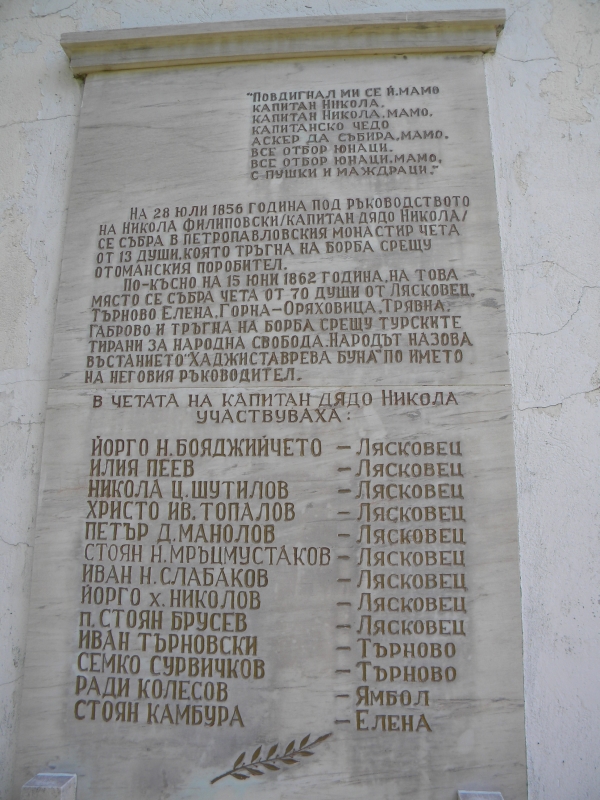 "Повдигнал ми се й, мамо
капитан Никола,
капитан Никола, мамо,
капитанско чедо
аскер да събира, мамо,
все отбор юнаци,
все отбор юнаци, мамо,
с пушки и маждраци."
На 28 юли 1856 година под ръководството
на Никола Филиповски/капитан дядо Никола/
се събра в Петропавловския монастир чета
от 13 души, която тръгна на борба срещу
отоманския поробител.
По-късно на 15 юни 1862 година, на това
място се събра чета от 70 души от Лясковец,
Търново Елена, Горна-Оряховица, Трявна,
Габрово и тръгна на борба срещу турските
тирани за народна свобода. Народът назова
въстанието "Хаджиставрева буна" по името
на неговия ръководител.
В четата на капитан дядо Никола
участвуваха:
Йорго Н. Бояджийчето – Лясковец
Илия Пеев – Лясковец
Никола Ц. Шутилов – Лясковец
Христо Ив. Топалов – Лясковец
Петър Д. Манолов – Лясковец
Стоян Н. Мръцмустаков – Лясковец
Иван Н. Слабаков – Лясковец
Йорго х. Николов – Лясковец
п. Стоян Брусев – Лясковец
Иван Търновски – Търново
Семко Сурвичков – Търново
Ради Колесов – Ямбол
Стоян Камбура – Елена